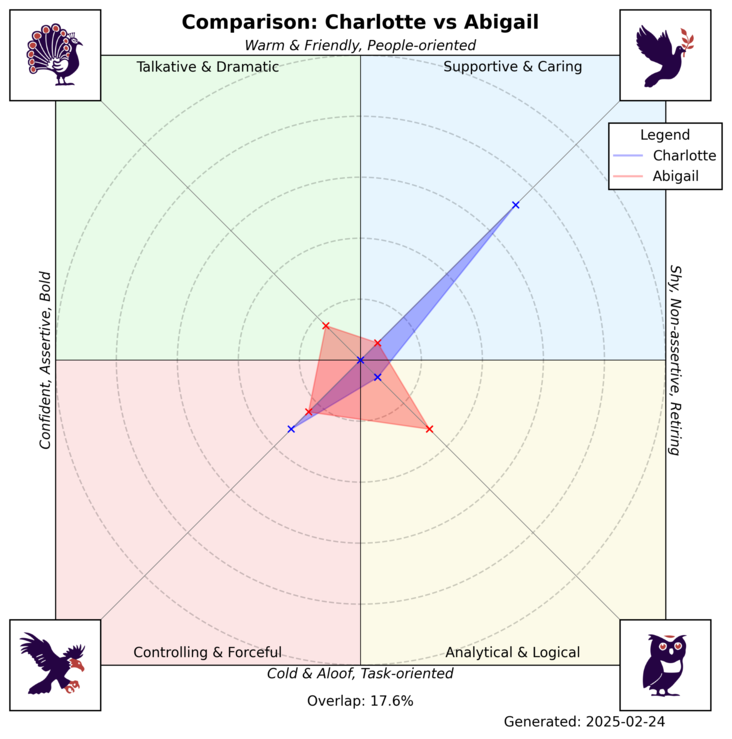 Comparison: Charlotte vs Abigail
Warm & Friendly, People-oriented
Talkative & Dramatic
Supportive & Caring
Legend
Charlotte
Abigail
Confident, Assertive, Bold
Shy, Non-assertive, Retiring
Controlling & Forceful
Analytical & Logical
Cold & Aloof, Task-oriented
Overlap: 17.6%
Generated: 2025-02-24